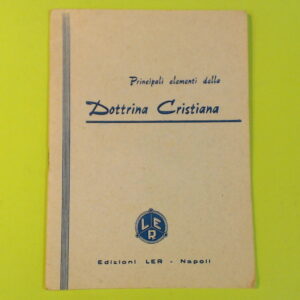 Principali elementi della
Dottrina Cristiana
LER
Edizioni LER - Napoli